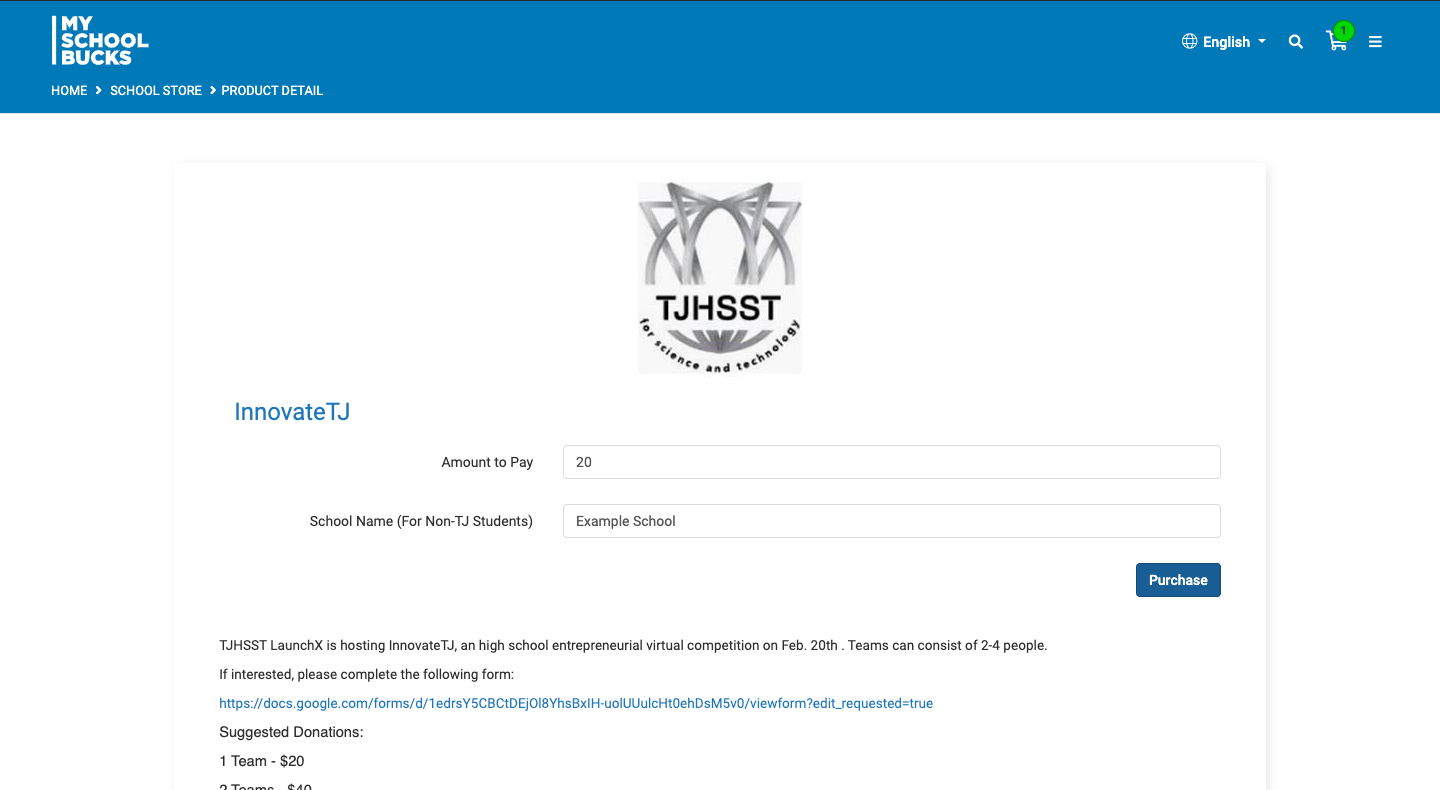 MY
SCHOOL
BUCKS
English
1
HOME
SCHOOL STORE
PRODUCT DETAIL
TJHSST
for science and technology
InnovateTJ
Amount to Pay
20
School Name (For Non-TJ Students)
Example School
Purchase
TJHSST LaunchX is hosting InnovateTJ, an high school entrepreneurial virtual competition on Feb. 20th . Teams can consist of 2-4 people.
If interested, please complete the following form:
https://docs.google.com/forms/d/1edrsY5CBCtDEjOl8YhsBxIH-uolUUulcHt0ehDsM5v0/viewform?edit_requested=true
Suggested Donations:
1 Team - $20
2 Teams - $40